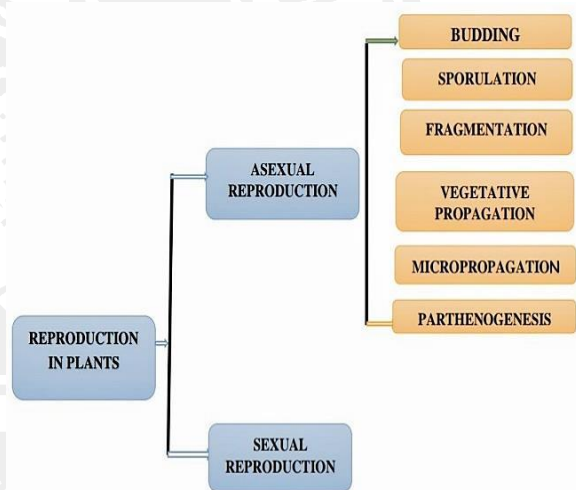 BUDDING
SPORULATION
FRAGMENTATION
VEGETATIVE
PROPAGATION
MICROPROPAGATION
PARTHENOGENESIS
ASEXUAL
REPRODUCTION
REPRODUCTION
IN PLANTS
SEXUAL
REPRODUCTION